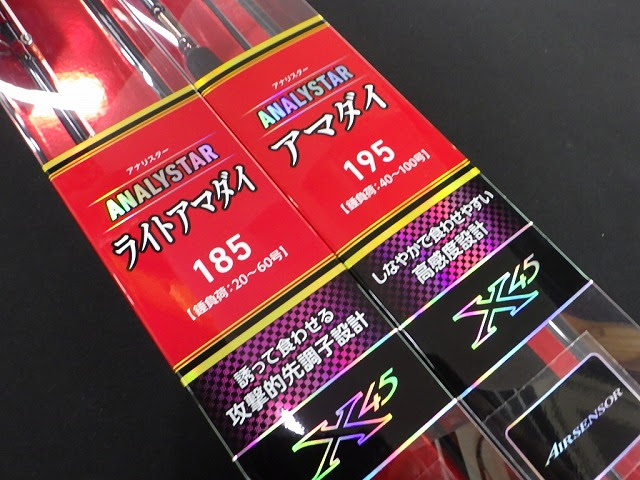 アナリスター
ANALYSTAR
ライトアマダイ
185
【錘負荷:20～60号】
誘って食わせる
攻撃的先調子設計
X45
アナリスター
ANALYSTAR
アマダイ
195
【錘負荷:40～100号】
しなやかで食わせやすい
高感度設計
X45
AIRSENSOR